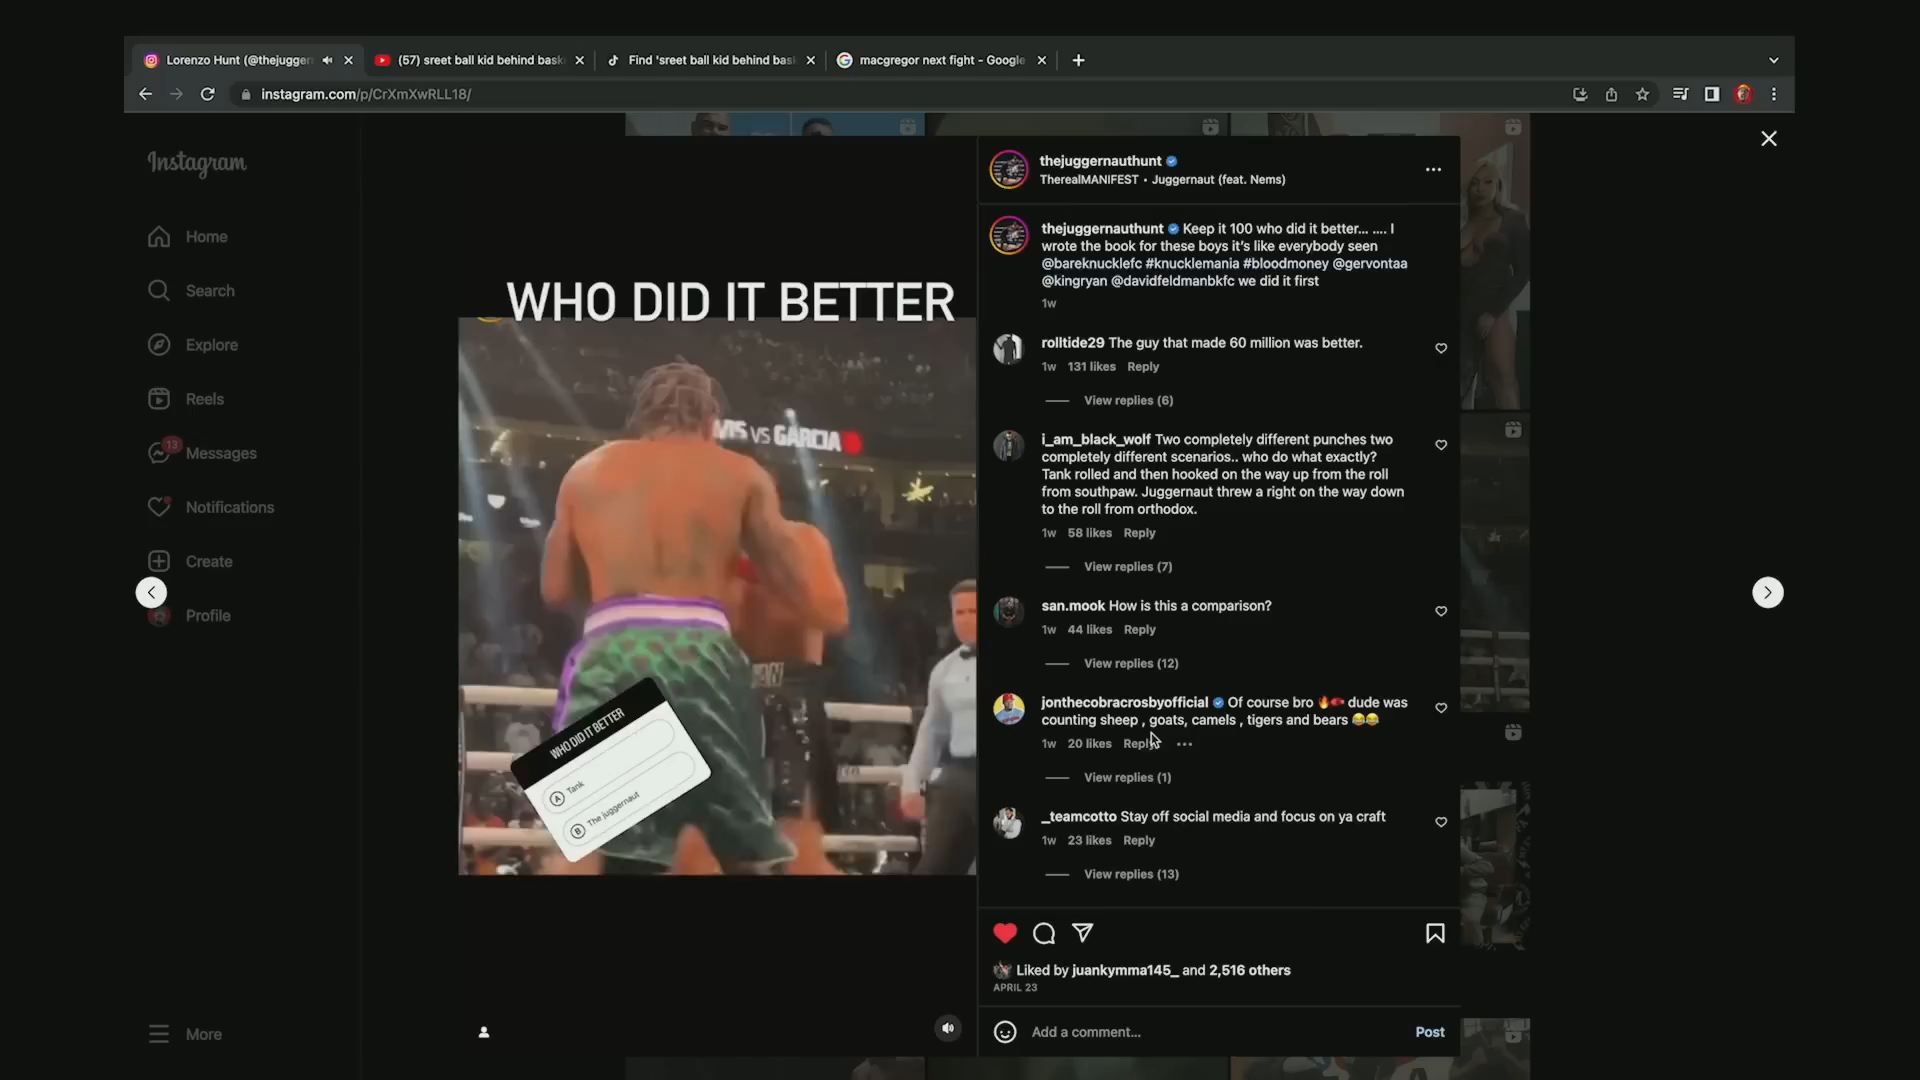 Lorenzo Hunt (@thejugger
(57) sreet ball kid behind bask
Find 'sreet ball kid behind bas
macgregor next fight - Google
instagram.com/p/CrXmXwRLL18/
Instagram
Home
Search
Explore
Reels
13
Messages
Notifications
Create
Profile
More
WHO DID IT BETTER
VIS VS GARCIA
WHO DID IT BETTER
A Tank
B The juggernaut
thejuggernauthunt
TherealMANIFEST • Juggernaut (feat. Nems)
thejuggernauthunt Keep it 100 who did it better... .... I
wrote the book for these boys it's like everybody seen
@bareknucklefc #knucklemania #bloodmoney @gervontaa
@kingryan @davidfeldmanbkfc we did it first
1w
rolltide29 The guy that made 60 million was better.
1w 131 likes Reply
View replies (6)
i_am_black_wolf Two completely different punches two
completely different scenarios.. who do what exactly?
Tank rolled and then hooked on the way up from the roll
from southpaw. Juggernaut threw a right on the way down
to the roll from orthodox.
1w 58 likes Reply
View replies (7)
san.mook How is this a comparison?
1w 44 likes Reply
View replies (12)
jonthecobracrosbyofficial Of course bro 🔥🥊 dude was
counting sheep , goats, camels , tigers and bears 😂😂
1w 20 likes Reply
View replies (1)
_teamcotto Stay off social media and focus on ya craft
1w 23 likes Reply
View replies (13)
Liked by juankymma145_ and 2,516 others
APRIL 23
Add a comment...
Post